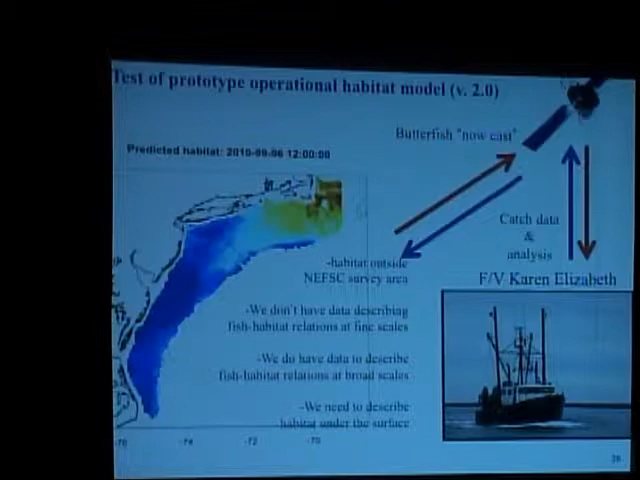 Test of prototype operational habitat model (v. 2.0)
Butterfish "now cast"
Predicted habitat: 2010-09-06 12:00:00
Catch data
&
analysis
F/V Karen Elizabeth
-habitat outside
NEFSC survey area
-We don't have data describing
fish-habitat relations at fine scales
-We do have data to describe
fish-habitat relations at broad scales
-We need to describe
habitat under the surface
-76 -74 -72 -70